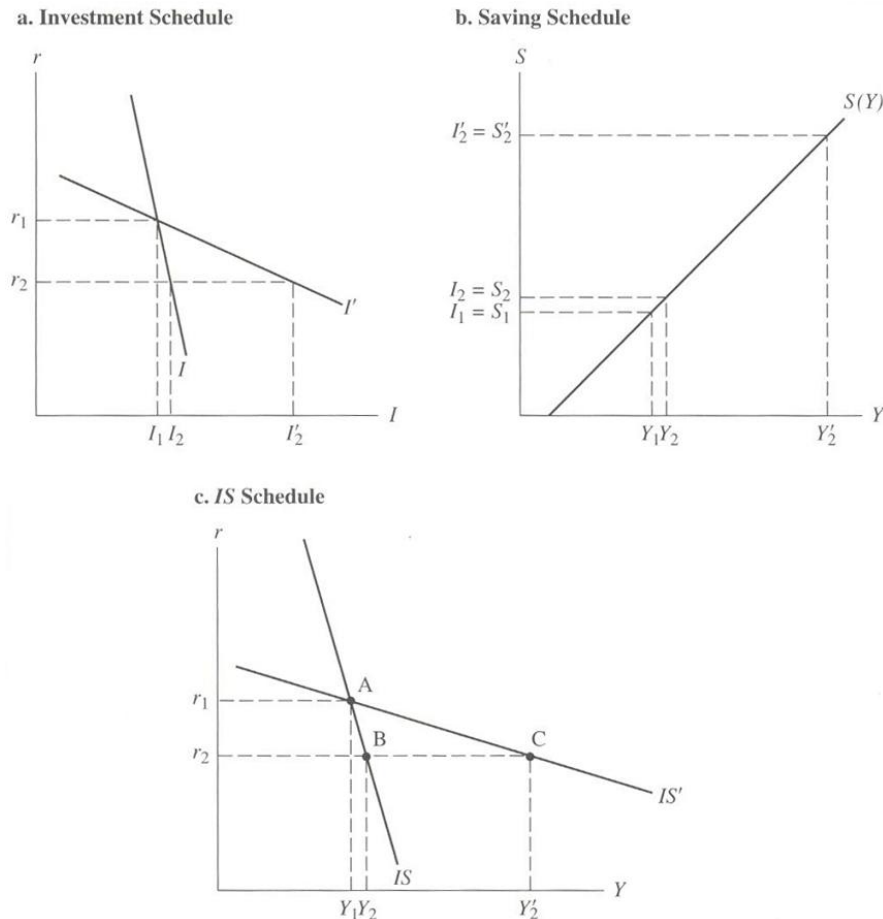 a. Investment Schedule
r
r₁
r₂
I′
I
I
I₁ I₂ I′₂
b. Saving Schedule
S
S(Y)
I′₂ = S′₂
I₂ = S₂
I₁ = S₁
Y₁Y₂ Y′₂
Y
c. IS Schedule
r
A
r₁
B C
r₂
IS′
IS
Y
Y₁Y₂ Y′₂